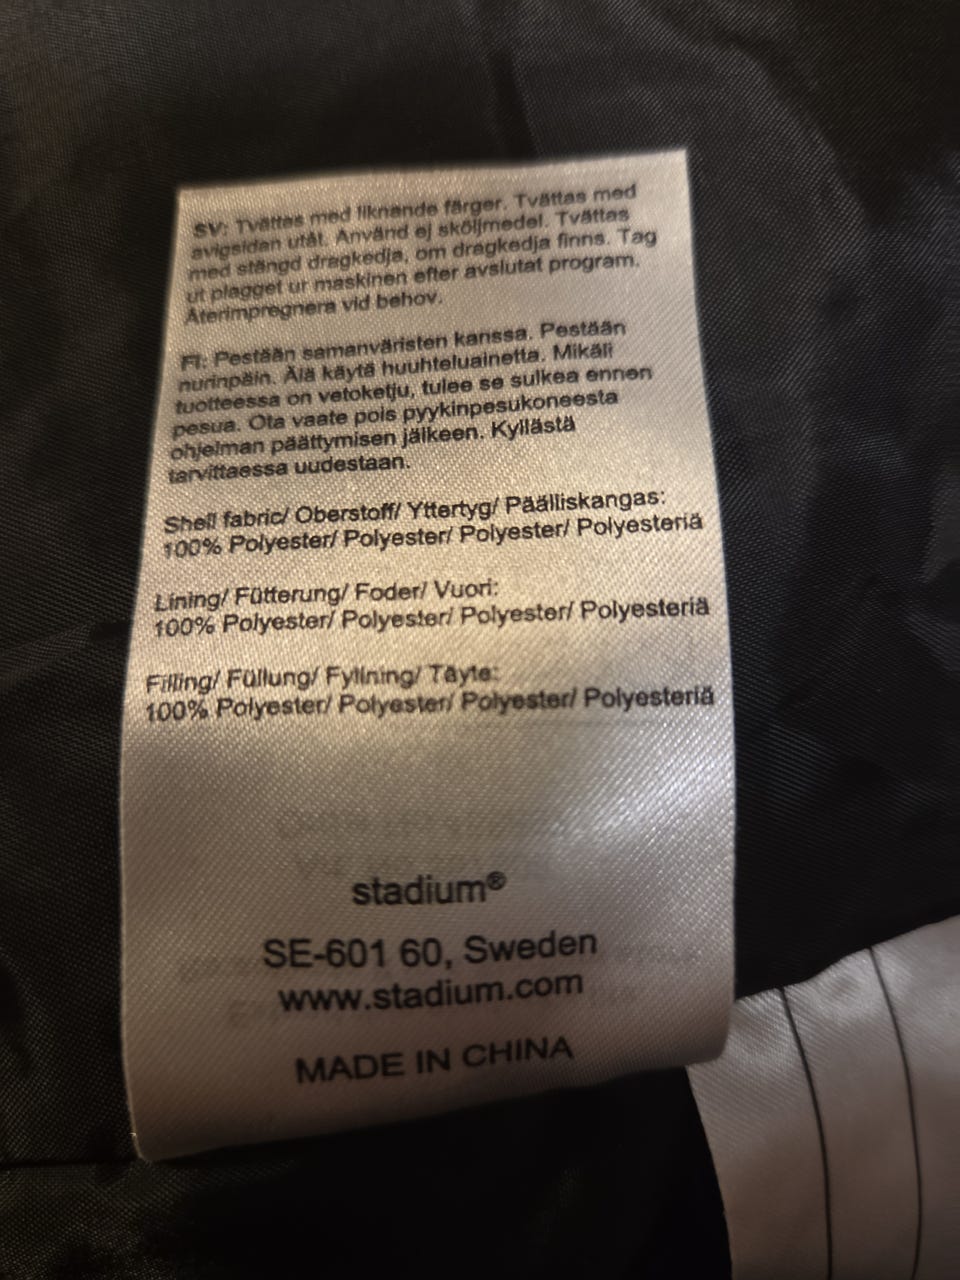 SV: Tvättas med liknande färger. Tvättas med
avigsidan utåt. Använd ej sköljmedel. Tvättas
med stängd dragkedja, om dragkedja finns. Tag
ut plagget ur maskinen efter avslutat program.
Återimpregnera vid behov.
FI: Pestään samanväristen kanssa. Pestään
nurinpäin. Älä käytä huuhteluainetta. Mikäli
tuotteessa on vetoketju, tulee se sulkea ennen
pesua. Ota vaate pois pyykinpesukoneesta
ohjelman päättymisen jälkeen. Kyllästä
tarvittaessa uudestaan.
Shell fabric/ Oberstoff/ Yttertyg/ Päälliskangas:
100% Polyester/ Polyester/ Polyester/ Polyesteriä
Lining/ Fütterung/ Foder/ Vuori:
100% Polyester/ Polyester/ Polyester/ Polyesteriä
Filling/ Füllung/ Fyllning/ Täyte:
100% Polyester/ Polyester/ Polyester/ Polyesteriä
stadium®
SE-601 60, Sweden
www.stadium.com
MADE IN CHINA